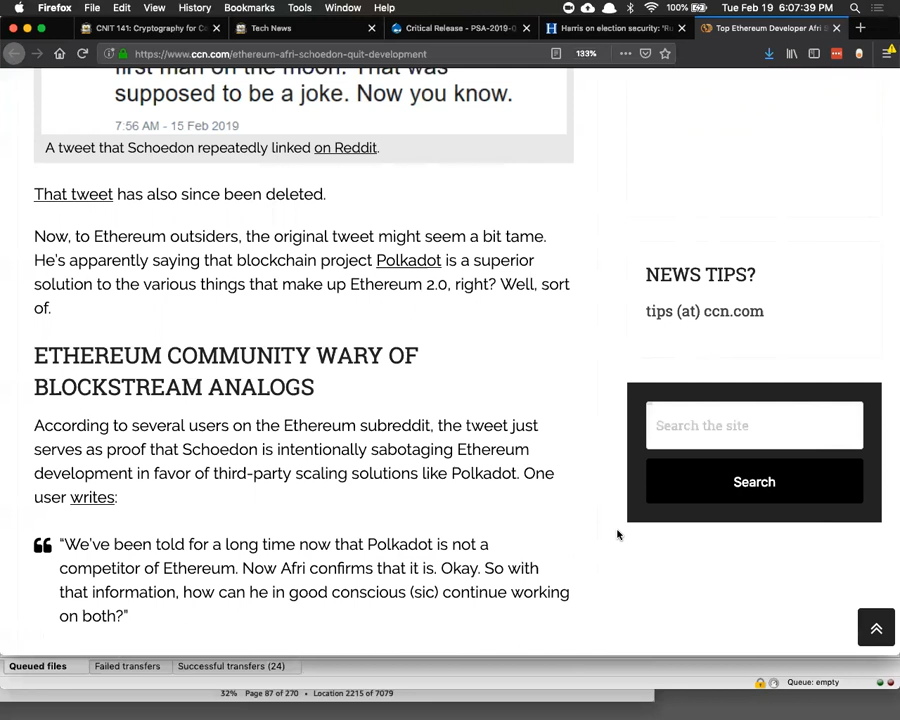 Firefox File Edit View History Bookmarks Tools Window Help 100% Tue Feb 19 6:07:39 PM
CNIT 141: Cryptography for Ca Tech News Critical Release - PSA-2019-0 Harris on election security: 'Ru Top Ethereum Developer Afri S
https://www.ccn.com/ethereum-afri-schoedon-quit-development 133%
first man on the moon. That was
supposed to be a joke. Now you know.
7:56 AM - 15 Feb 2019
A tweet that Schoedon repeatedly linked on Reddit.
That tweet has also since been deleted.
Now, to Ethereum outsiders, the original tweet might seem a bit tame.
He's apparently saying that blockchain project Polkadot is a superior
solution to the various things that make up Ethereum 2.0, right? Well, sort
of.
ETHEREUM COMMUNITY WARY OF
BLOCKSTREAM ANALOGS
According to several users on the Ethereum subreddit, the tweet just
serves as proof that Schoedon is intentionally sabotaging Ethereum
development in favor of third-party scaling solutions like Polkadot. One
user writes:
"We've been told for a long time now that Polkadot is not a
competitor of Ethereum. Now Afri confirms that it is. Okay. So with
that information, how can he in good conscious (sic) continue working
on both?"
NEWS TIPS?
tips (at) ccn.com
Search the site
Search
Queued files Failed transfers Successful transfers (24)
Queue: empty
32% Page 87 of 270 • Location 2215 of 7079